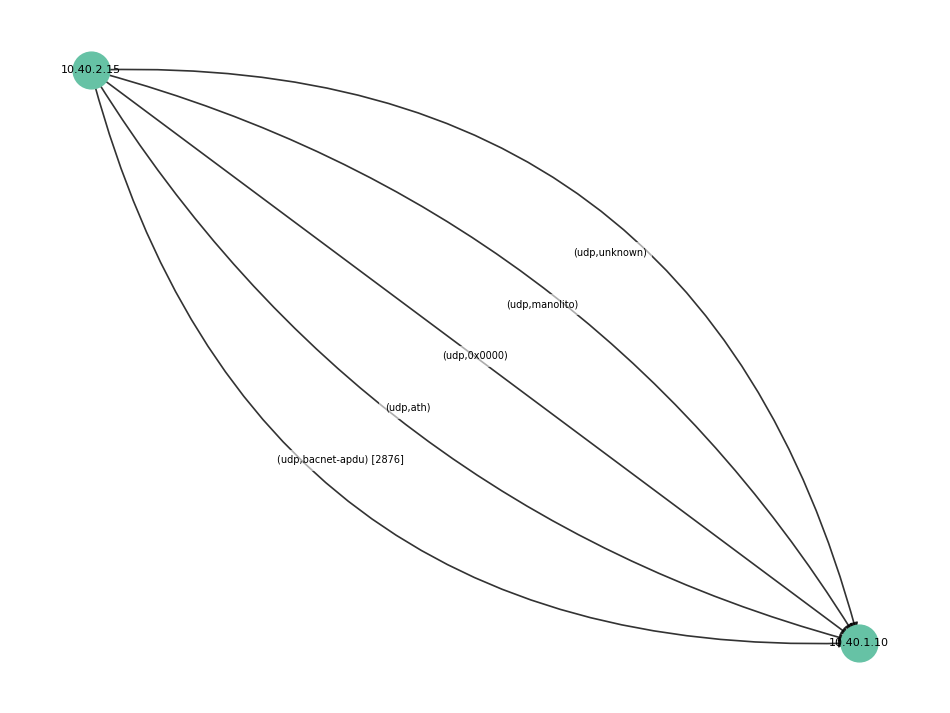 10.40.2.15
(udp,unknown)
(udp,manolito)
(udp,0x0000)
(udp,ath)
(udp,bacnet-apdu) [2876]
10.40.1.10